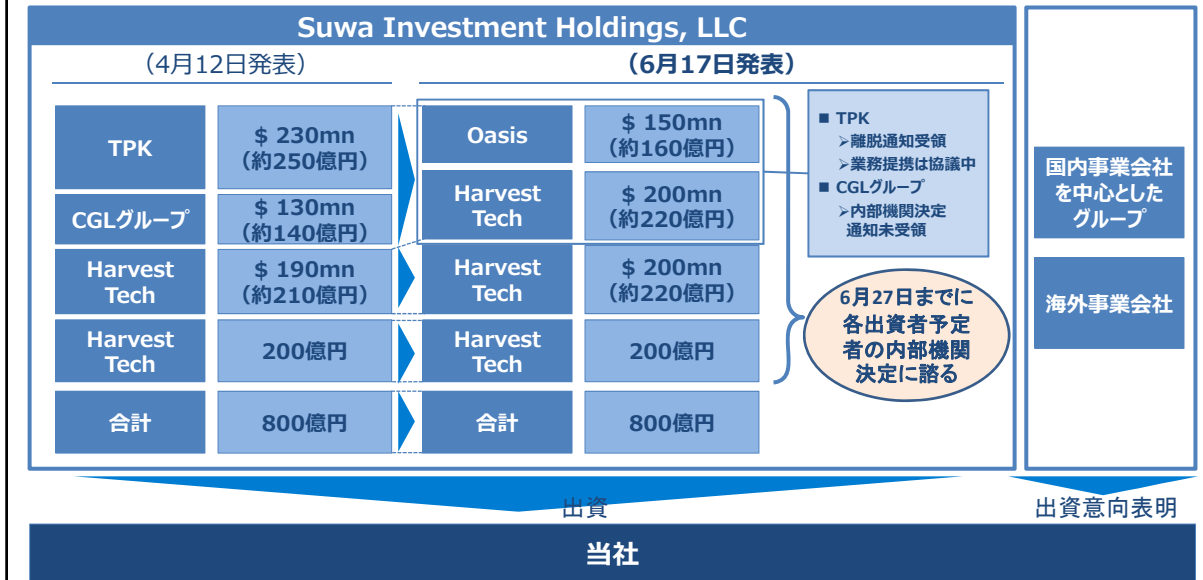 Suwa Investment Holdings, LLC
（4月12日発表）
（6月17日発表）
TPK
$ 230mn
（約250億円）
CGLグループ
$ 130mn
（約140億円）
Harvest
Tech
$ 190mn
（約210億円）
Harvest
Tech
200億円
合計
800億円
Oasis
$ 150mn
（約160億円）
Harvest
Tech
$ 200mn
（約220億円）
Harvest
Tech
$ 200mn
（約220億円）
Harvest
Tech
200億円
合計
800億円
■ TPK
➢離脱通知受領
➢業務提携は協議中
■ CGLグループ
➢内部機関決定
通知未受領
6月27日までに
各出資者予定
者の内部機関
決定に諮る
国内事業会社
を中心とした
グループ
海外事業会社
出資
出資意向表明
当社